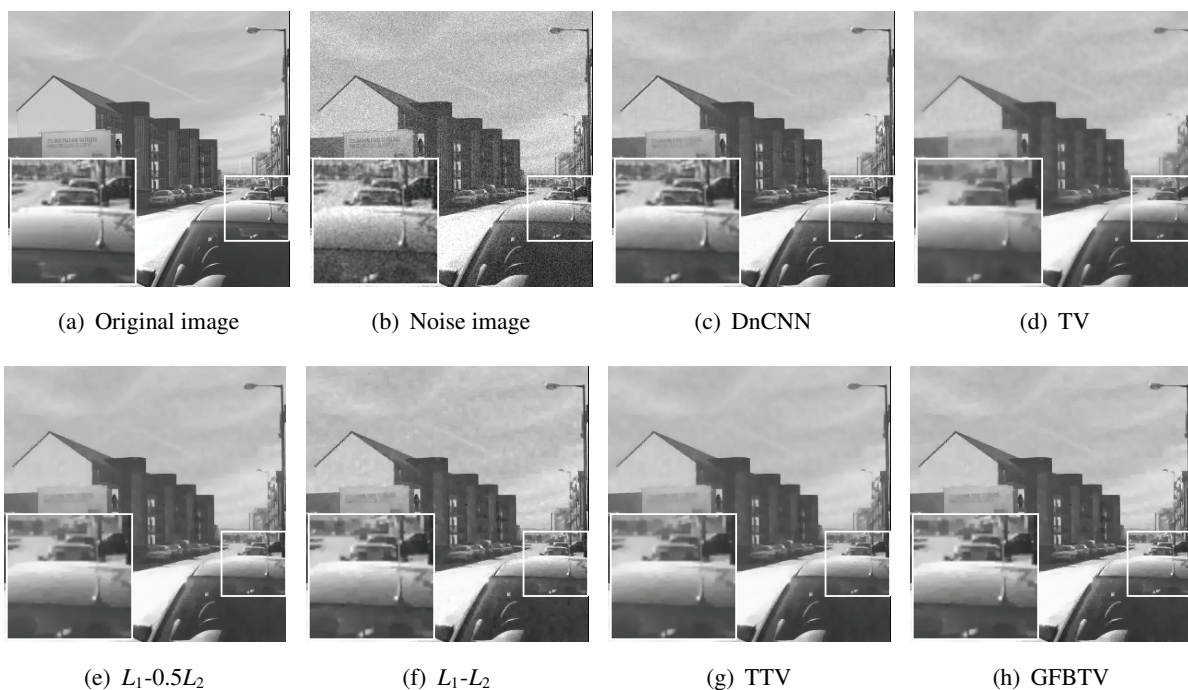 (a) Original image
(b) Noise image
(c) DnCNN
(d) TV
(e) L₁-0.5L₂
(f) L₁-L₂
(g) TTV
(h) GFBTV